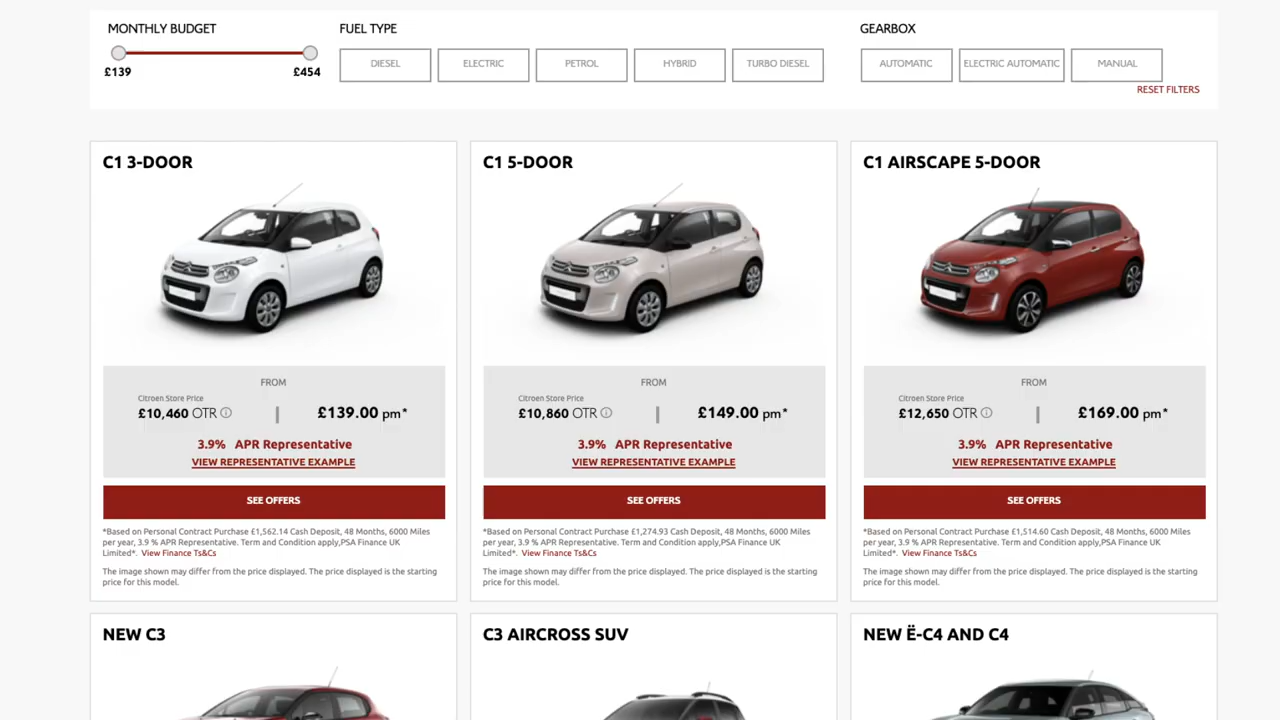 MONTHLY BUDGET
FUEL TYPE
GEARBOX
£139
£454
DIESEL
ELECTRIC
PETROL
HYBRID
TURBO DIESEL
AUTOMATIC
ELECTRIC AUTOMATIC
MANUAL
RESET FILTERS
C1 3-DOOR
FROM
Citroen Store Price
£10,460 OTR
£139.00 pm*
3.9% APR Representative
VIEW REPRESENTATIVE EXAMPLE
SEE OFFERS
*Based on Personal Contract Purchase £1,562.14 Cash Deposit, 48 Months, 6000 Miles
per year, 3.9 % APR Representative. Term and Condition apply,PSA Finance UK
Limited*. View Finance Ts&Cs
The image shown may differ from the price displayed. The price displayed is the starting
price for this model.
C1 5-DOOR
FROM
Citroen Store Price
£10,860 OTR
£149.00 pm*
3.9% APR Representative
VIEW REPRESENTATIVE EXAMPLE
SEE OFFERS
*Based on Personal Contract Purchase £1,274.93 Cash Deposit, 48 Months, 6000 Miles
per year, 3.9 % APR Representative. Term and Condition apply,PSA Finance UK
Limited*. View Finance Ts&Cs
The image shown may differ from the price displayed. The price displayed is the starting
price for this model.
C1 AIRSCAPE 5-DOOR
FROM
Citroen Store Price
£12,650 OTR
£169.00 pm*
3.9% APR Representative
VIEW REPRESENTATIVE EXAMPLE
SEE OFFERS
*Based on Personal Contract Purchase £1,514.60 Cash Deposit, 48 Months, 6000 Miles
per year, 3.9 % APR Representative. Term and Condition apply,PSA Finance UK
Limited*. View Finance Ts&Cs
The image shown may differ from the price displayed. The price displayed is the starting
price for this model.
NEW C3
C3 AIRCROSS SUV
NEW Ë-C4 AND C4